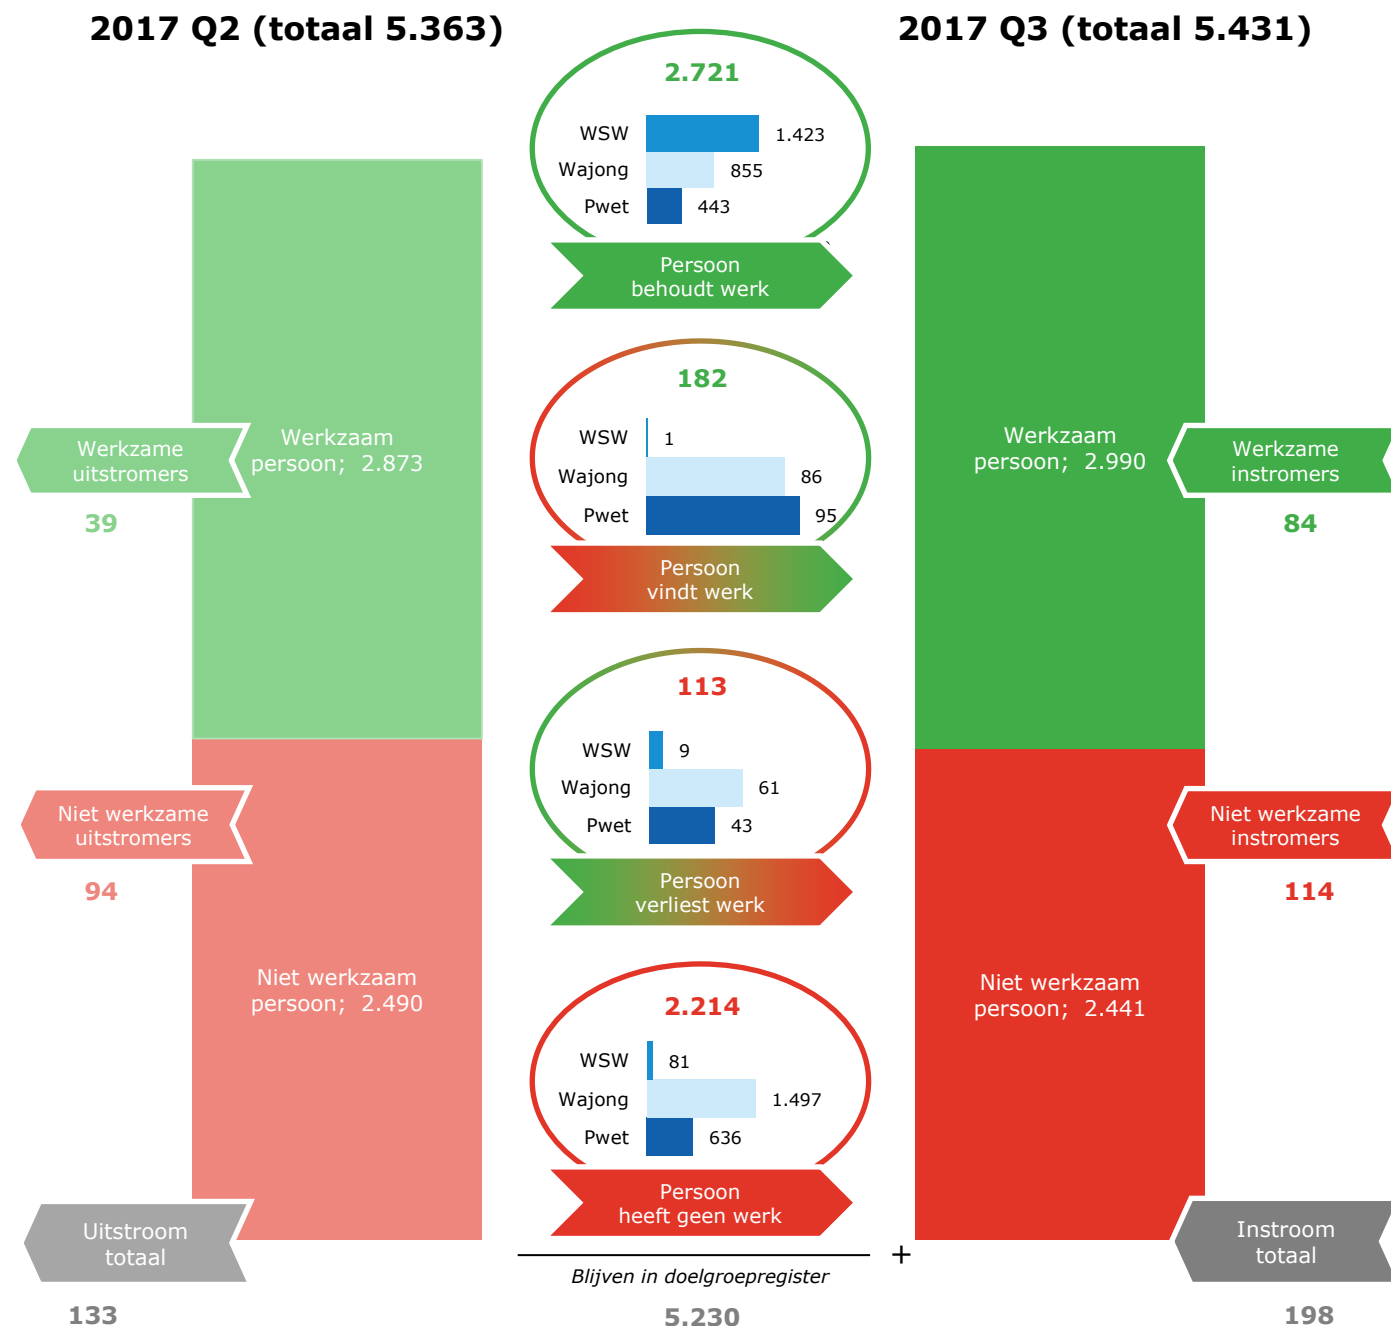 2017 Q2 (totaal 5.363)
2017 Q3 (totaal 5.431)
2.721
WSW 1.423
Wajong 855
Pwet 443
Persoon
behoudt werk
182
WSW 1
Wajong 86
Pwet 95
Persoon
vindt werk
113
WSW 9
Wajong 61
Pwet 43
Persoon
verliest werk
2.214
WSW 81
Wajong 1.497
Pwet 636
Persoon
heeft geen werk
+
Blijven in doelgroepregister
5.230
Werkzaam
persoon; 2.873
Werkzame
uitstromers
39
Niet werkzame
uitstromers
94
Niet werkzaam
persoon; 2.490
Uitstroom
totaal
133
Werkzaam
persoon; 2.990
Werkzame
instromers
84
Niet werkzame
instromers
114
Niet werkzaam
persoon; 2.441
Instroom
totaal
198